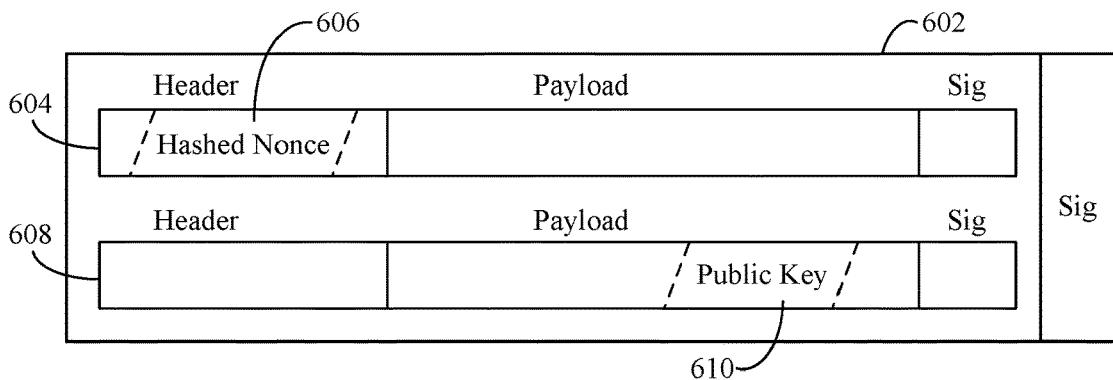 606
602
Header Payload Sig
604
Hashed Nonce
Sig
Header Payload Sig
608
Public Key
610